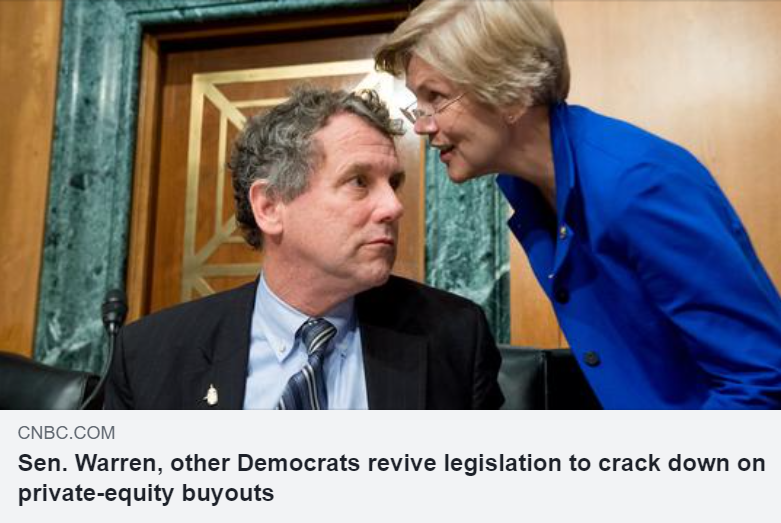 CNBC.COM
Sen. Warren, other Democrats revive legislation to crack down on
private-equity buyouts